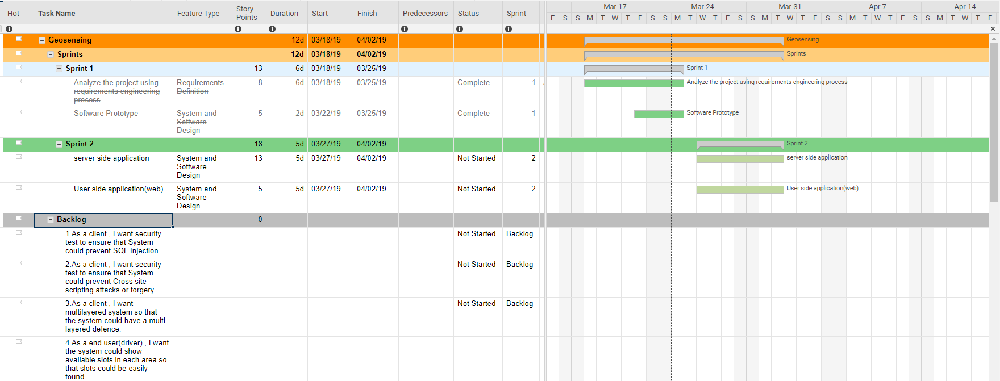 Hot Task Name Feature Type Story Points Duration Start Finish Predecessors Status Sprint
Mar 17 Mar 24 Mar 31 Apr 7 Apr 14
F S S M T W T F S S M T W T F S S M T W T F S S M T W T F S S M T W T F
Geosensing 12d 03/18/19 04/02/19 Geosensing
Sprints 12d 03/18/19 04/02/19 Sprints
Sprint 1 13 6d 03/18/19 03/25/19 Sprint 1
Analyze the project using Requirements 8 6d 03/18/19 03/25/19 Complete 1 Analyze the project using requirements engineering process
requirements engineering Definition
process
Software Prototype System and 5 2d 03/22/19 03/25/19 Complete 1 Software Prototype
Software
Design
Sprint 2 18 5d 03/27/19 04/02/19 Sprint 2
server side application System and 13 5d 03/27/19 04/02/19 Not Started 2 server side application
Software
Design
User side application(web) System and 5 5d 03/27/19 04/02/19 Not Started 2 User side application(web)
Software
Design
Backlog 0
1.As a client , I want security Not Started Backlog
test to ensure that System
could prevent SQL Injection .
2.As a client , I want security Not Started Backlog
test to ensure that System
could prevent Cross site
scripting attacks or forgery .
3.As a client , I want Not Started Backlog
multilayered system so that
the system could have a multi-
layered defence.
4.As a end user(driver) , I want
the system could show
available slots in each area so
that slots could be easily
found.